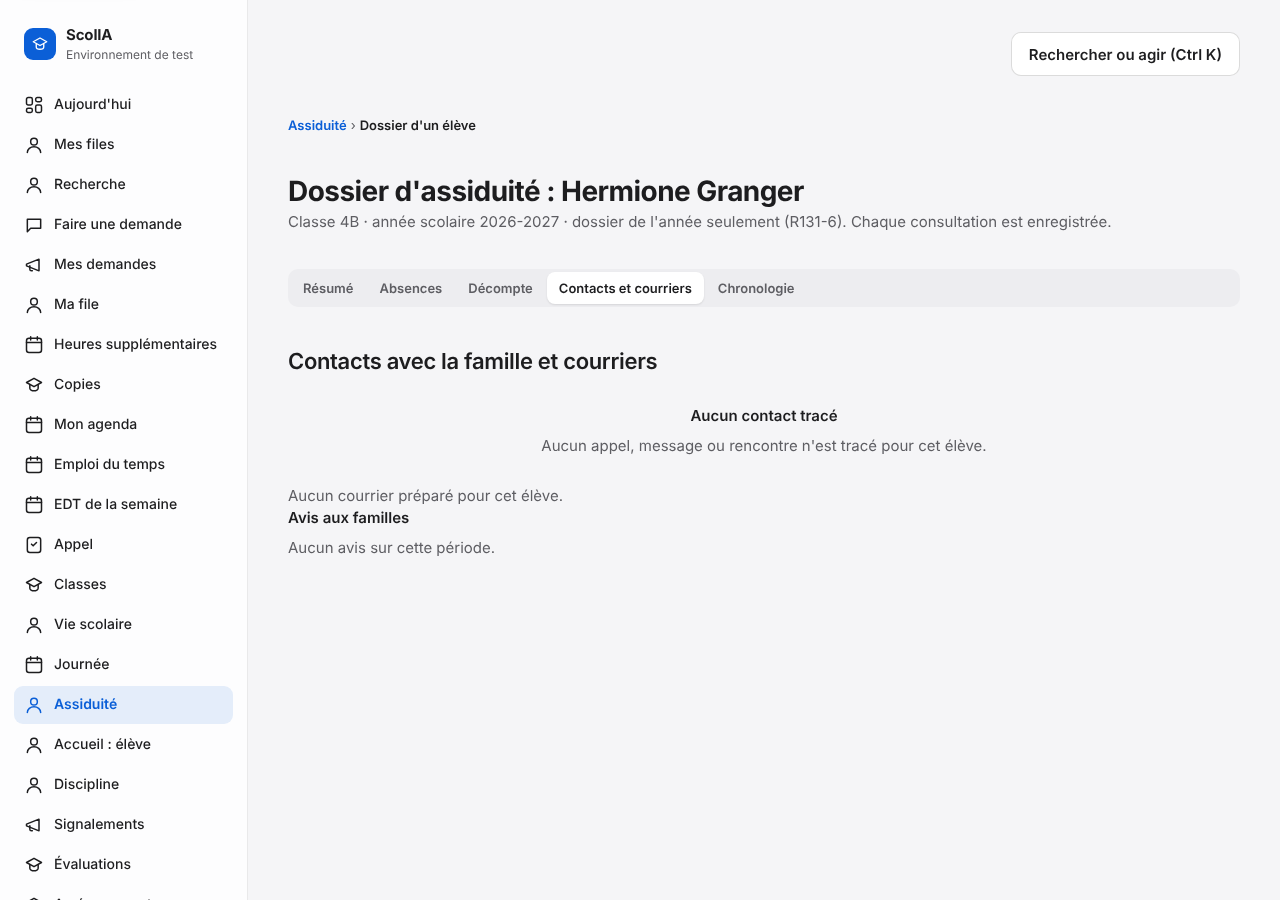 ScolIA
Environnement de test
Aujourd'hui
Mes files
Recherche
Faire une demande
Mes demandes
Ma file
Heures supplémentaires
Copies
Mon agenda
Emploi du temps
EDT de la semaine
Appel
Classes
Vie scolaire
Journée
Assiduité
Accueil : élève
Discipline
Signalements
Évaluations
Rechercher ou agir (Ctrl K)
Assiduité › Dossier d'un élève
Dossier d'assiduité : Hermione Granger
Classe 4B · année scolaire 2026-2027 · dossier de l'année seulement (R131-6). Chaque consultation est enregistrée.
Résumé Absences Décompte Contacts et courriers Chronologie
Contacts avec la famille et courriers
Aucun contact tracé
Aucun appel, message ou rencontre n'est tracé pour cet élève.
Aucun courrier préparé pour cet élève.
Avis aux familles
Aucun avis sur cette période.